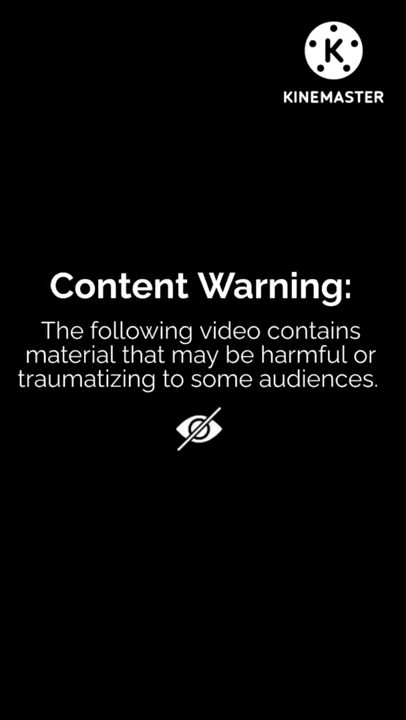 KINEMASTER
Content Warning:
The following video contains
material that may be harmful or
traumatizing to some audiences.